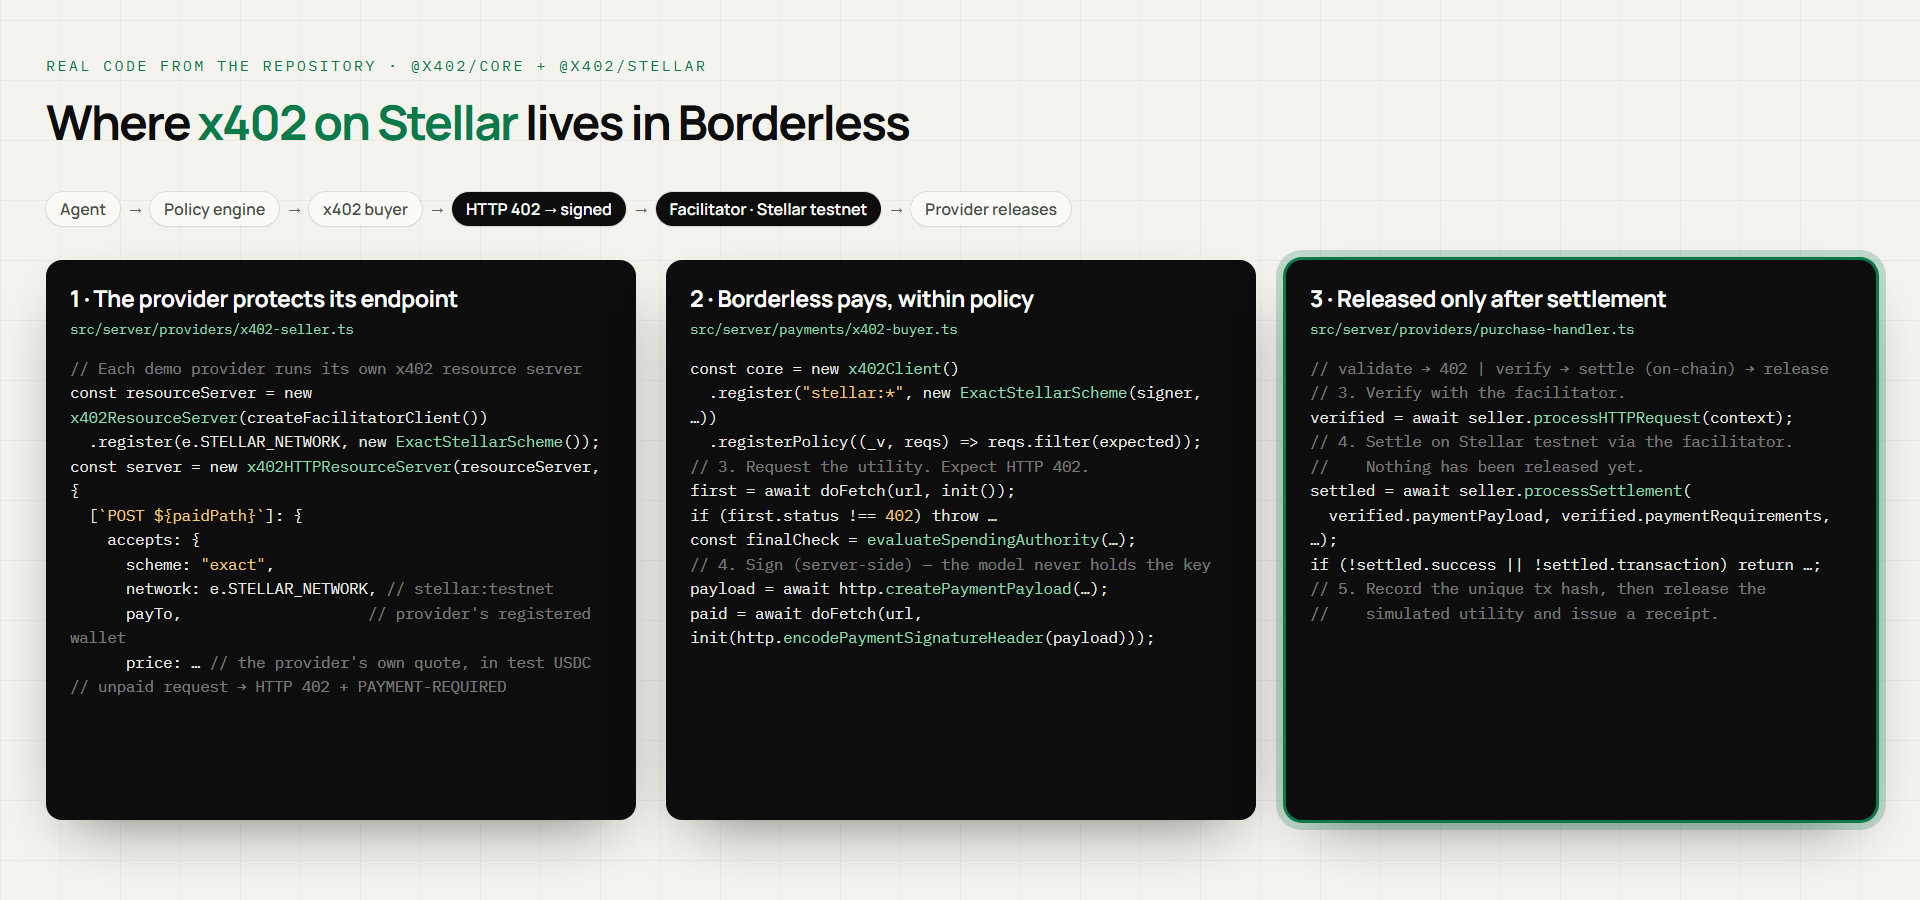 REAL CODE FROM THE REPOSITORY · @X402/CORE + @X402/STELLAR
Where x402 on Stellar lives in Borderless
Agent → Policy engine → x402 buyer → HTTP 402 → signed → Facilitator · Stellar testnet → Provider releases
1 · The provider protects its endpoint
src/server/providers/x402-seller.ts
// Each demo provider runs its own x402 resource server
const resourceServer = new
x402ResourceServer(createFacilitatorClient())
  .register(e.STELLAR_NETWORK, new ExactStellarScheme());
const server = new x402HTTPResourceServer(resourceServer,
{
  [`POST ${paidPath}`]: {
    accepts: {
      scheme: "exact",
      network: e.STELLAR_NETWORK, // stellar:testnet
      payTo,                    // provider's registered
wallet
      price: … // the provider's own quote, in test USDC
// unpaid request → HTTP 402 + PAYMENT-REQUIRED
2 · Borderless pays, within policy
src/server/payments/x402-buyer.ts
const core = new x402Client()
  .register("stellar:*", new ExactStellarScheme(signer,
…))
  .registerPolicy((_v, reqs) => reqs.filter(expected));
// 3. Request the utility. Expect HTTP 402.
first = await doFetch(url, init());
if (first.status !== 402) throw …
const finalCheck = evaluateSpendingAuthority(…);
// 4. Sign (server-side) — the model never holds the key
payload = await http.createPaymentPayload(…);
paid = await doFetch(url,
init(http.encodePaymentSignatureHeader(payload)));
3 · Released only after settlement
src/server/providers/purchase-handler.ts
// validate → 402 | verify → settle (on-chain) → release
// 3. Verify with the facilitator.
verified = await seller.processHTTPRequest(context);
// 4. Settle on Stellar testnet via the facilitator.
//    Nothing has been released yet.
settled = await seller.processSettlement(
  verified.paymentPayload, verified.paymentRequirements,
…);
if (!settled.success || !settled.transaction) return …;
// 5. Record the unique tx hash, then release the
//    simulated utility and issue a receipt.